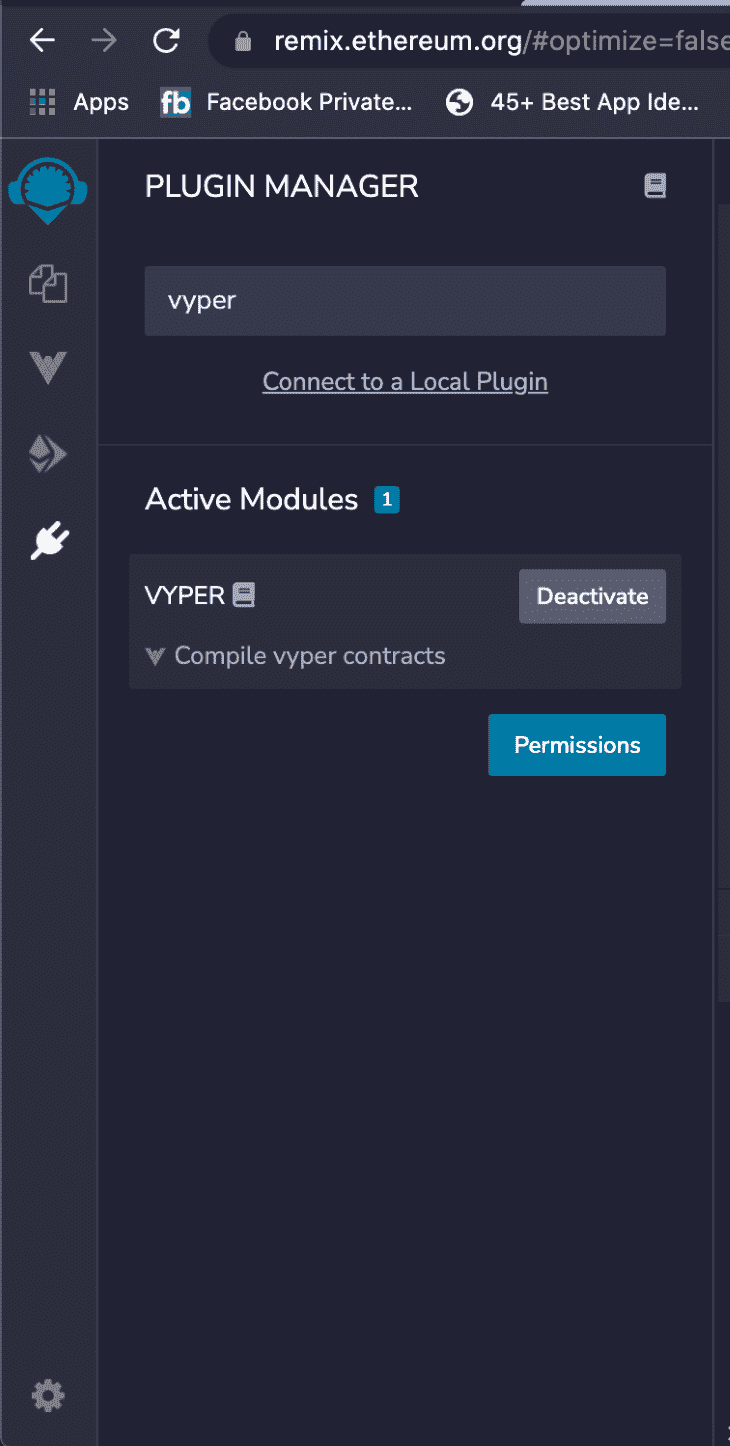 remix.ethereum.org/#optimize=false
Apps
fb Facebook Private...
45+ Best App Ide...
PLUGIN MANAGER
vyper
Connect to a Local Plugin
Active Modules 1
VYPER
Deactivate
Compile vyper contracts
Permissions